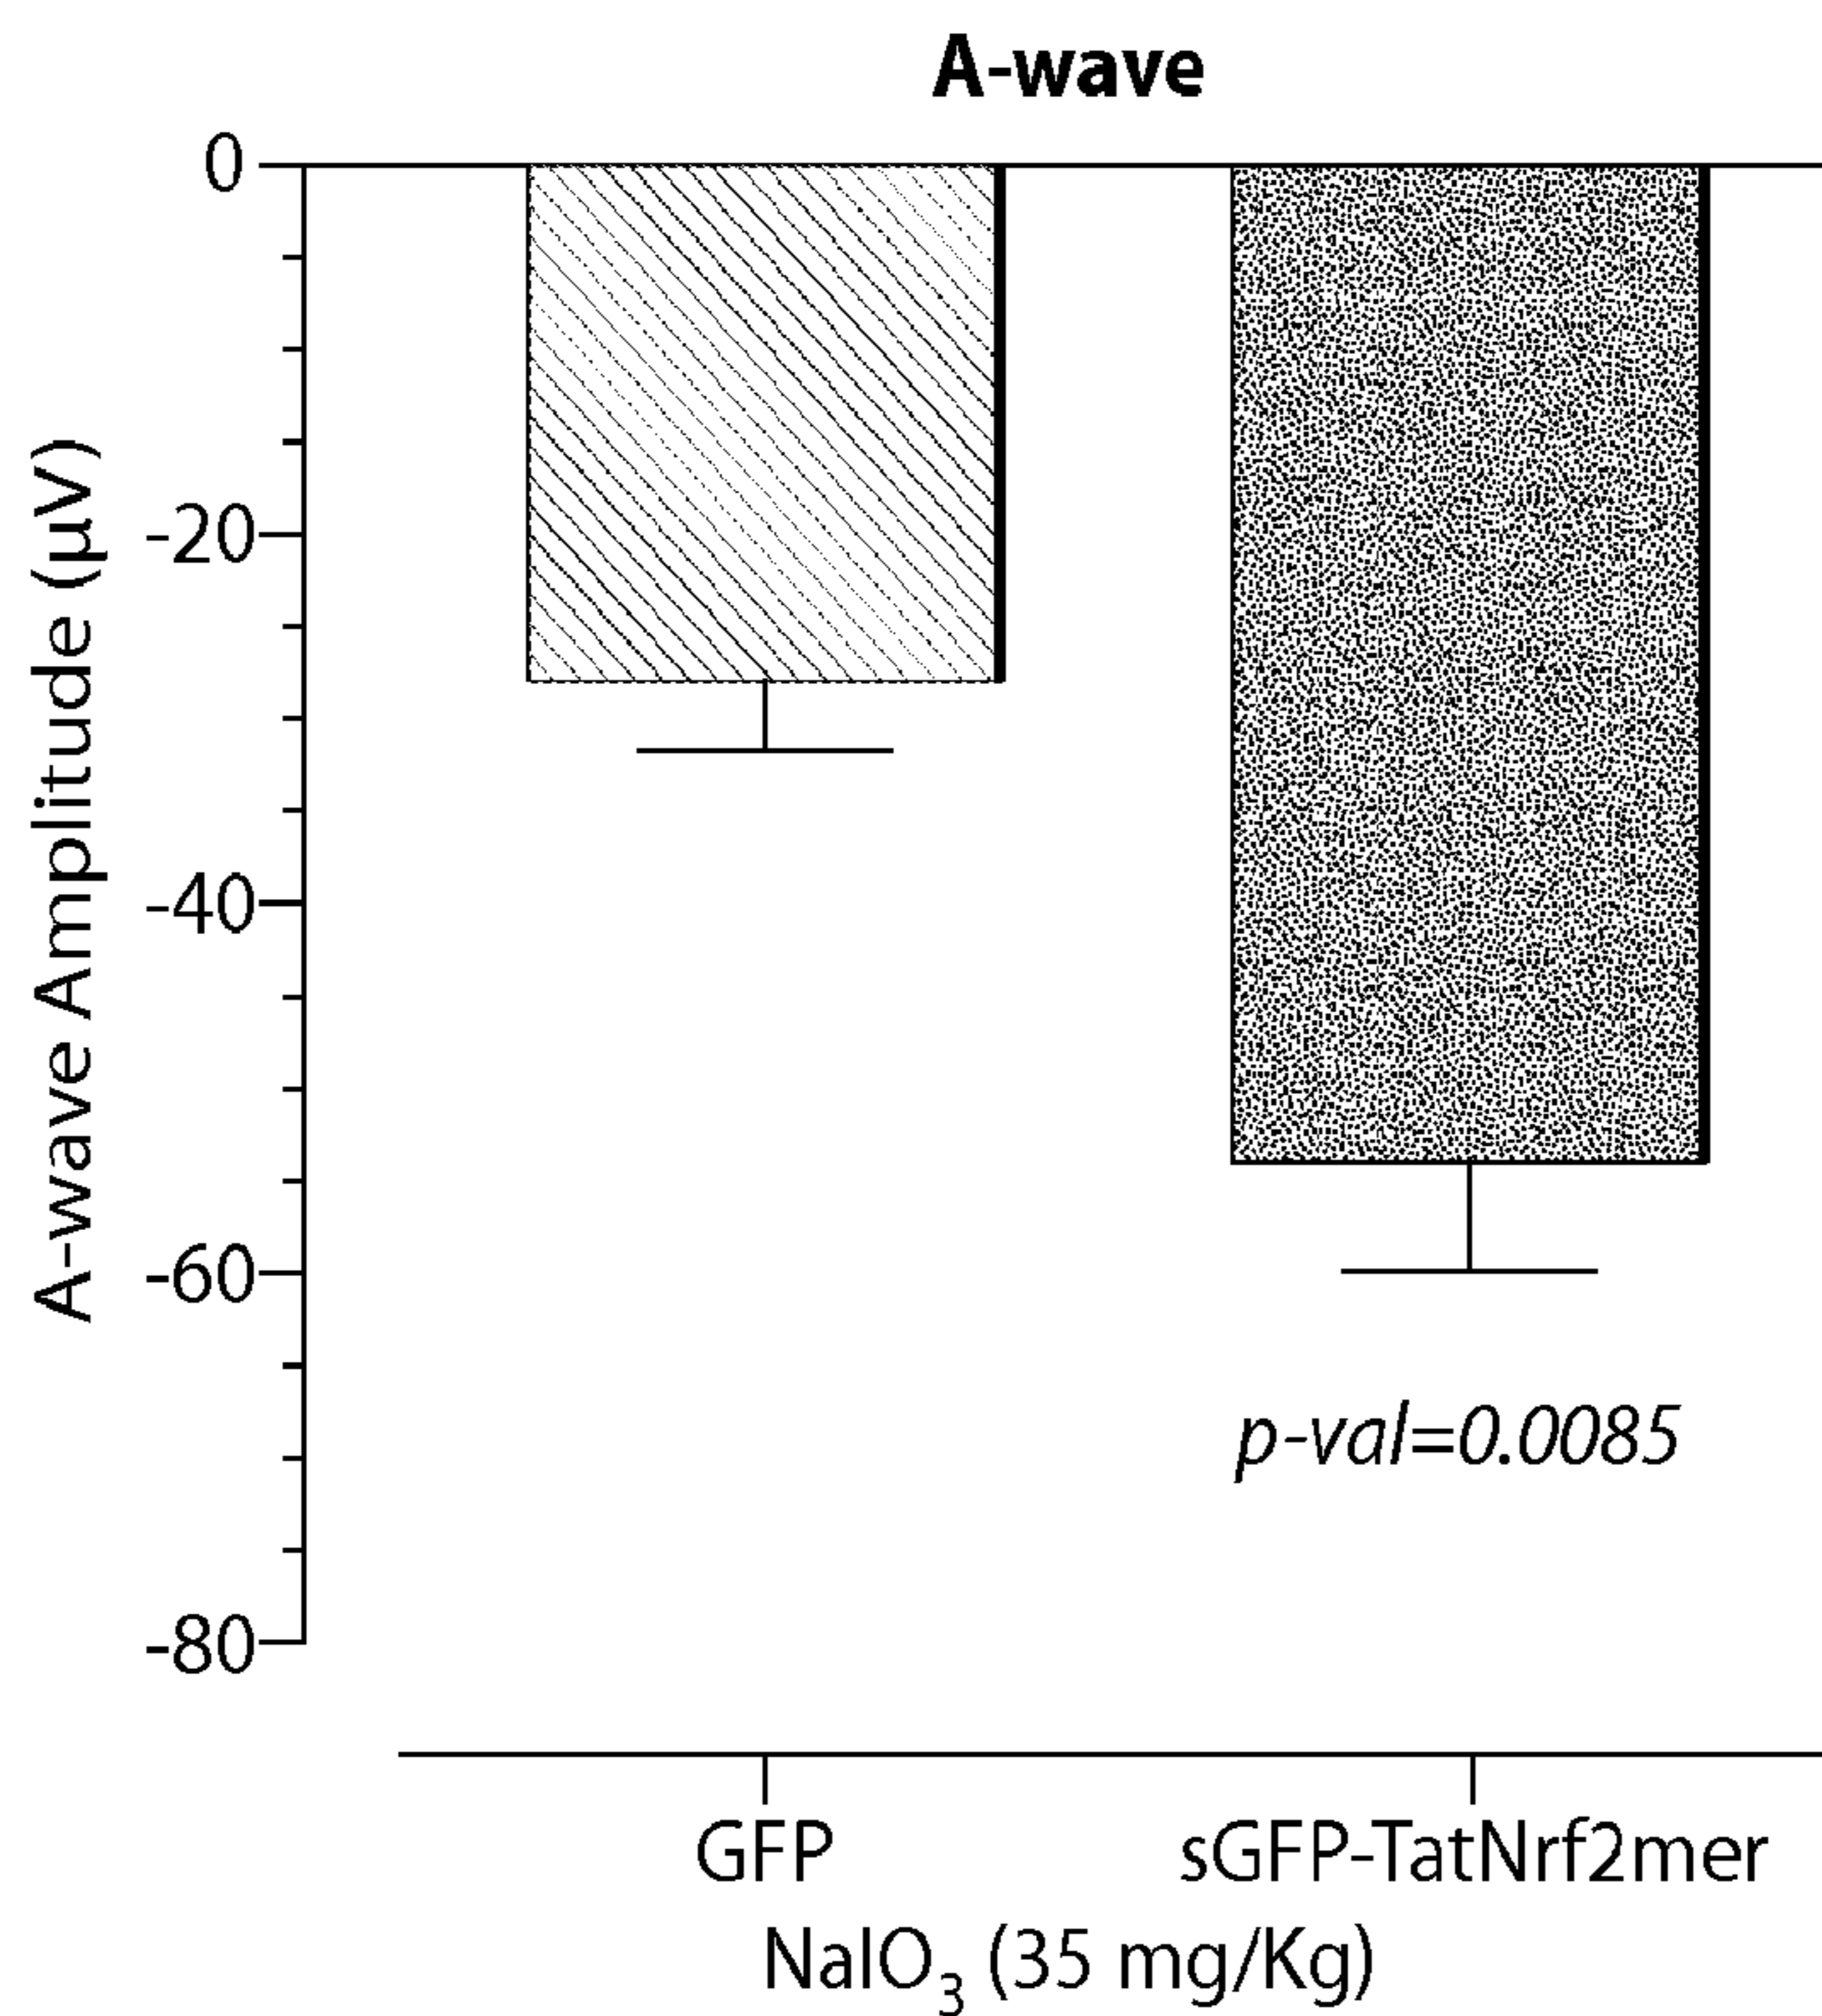 A-wave
0
-20
-40
-60
-80
A-wave Amplitude (µV)
p-val=0.0085
GFP sGFP-TatNrf2mer
NaIO₃ (35 mg/Kg)